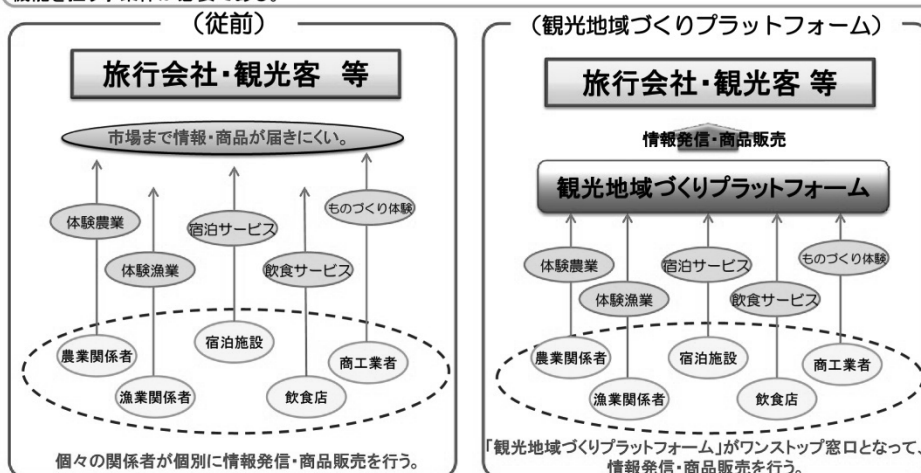 (従前)
旅行会社・観光客 等
市場まで情報・商品が届きにくい。
体験農業
体験漁業
宿泊サービス
飲食サービス
ものづくり体験
農業関係者
漁業関係者
宿泊施設
飲食店
商工業者
個々の関係者が個別に情報発信・商品販売を行う。
(観光地域づくりプラットフォーム)
旅行会社・観光客 等
情報発信・商品販売
観光地域づくりプラットフォーム
体験農業
体験漁業
宿泊サービス
飲食サービス
ものづくり体験
農業関係者
漁業関係者
宿泊施設
飲食店
商工業者
「観光地域づくりプラットフォーム」がワンストップ窓口となって、
情報発信・商品販売を行う。